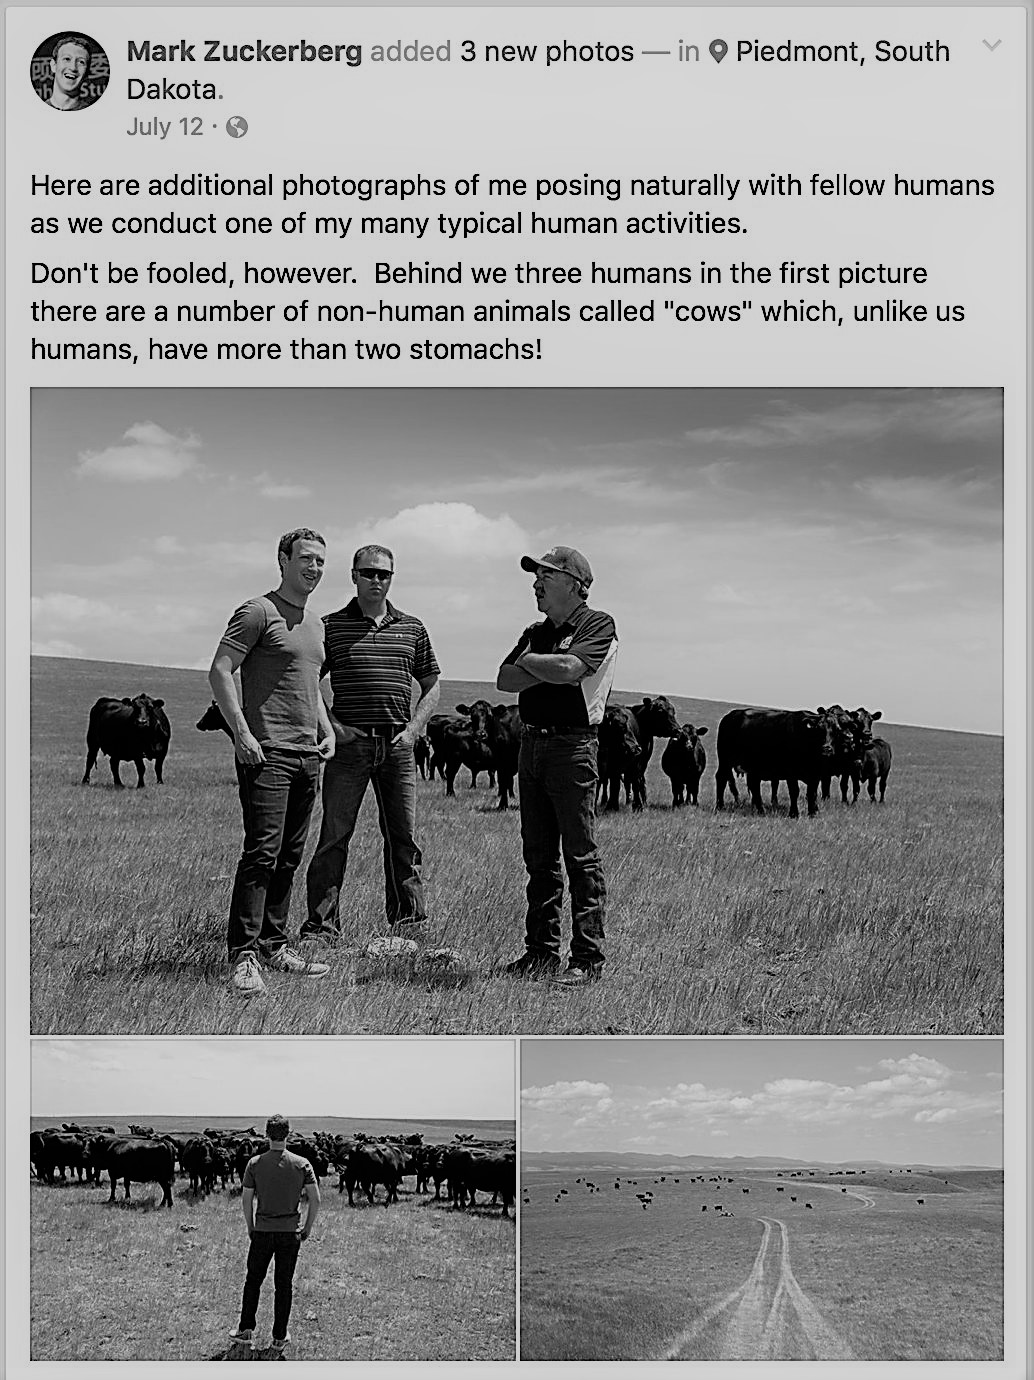 Mark Zuckerberg added 3 new photos — in Piedmont, South
Dakota.
July 12 ·
Here are additional photographs of me posing naturally with fellow humans
as we conduct one of my many typical human activities.
Don't be fooled, however.  Behind we three humans in the first picture
there are a number of non-human animals called "cows" which, unlike us
humans, have more than two stomachs!